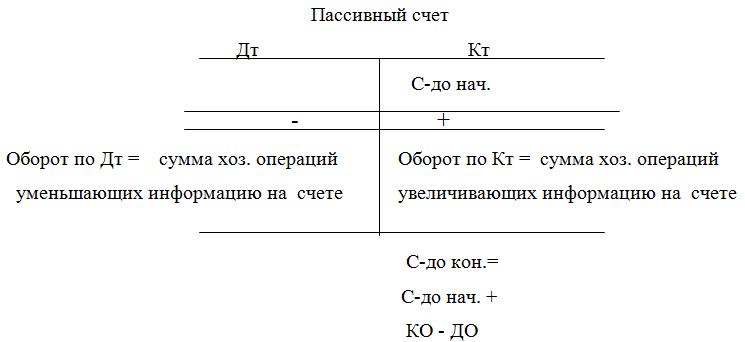 Пассивный счет
Дт Кт
С-до нач.
- +
Оборот по Дт = сумма хоз. операций Оборот по Кт = сумма хоз. операций
уменьшающих информацию на счете увеличивающих информацию на счете
С-до кон.=
С-до нач. +
КО - ДО